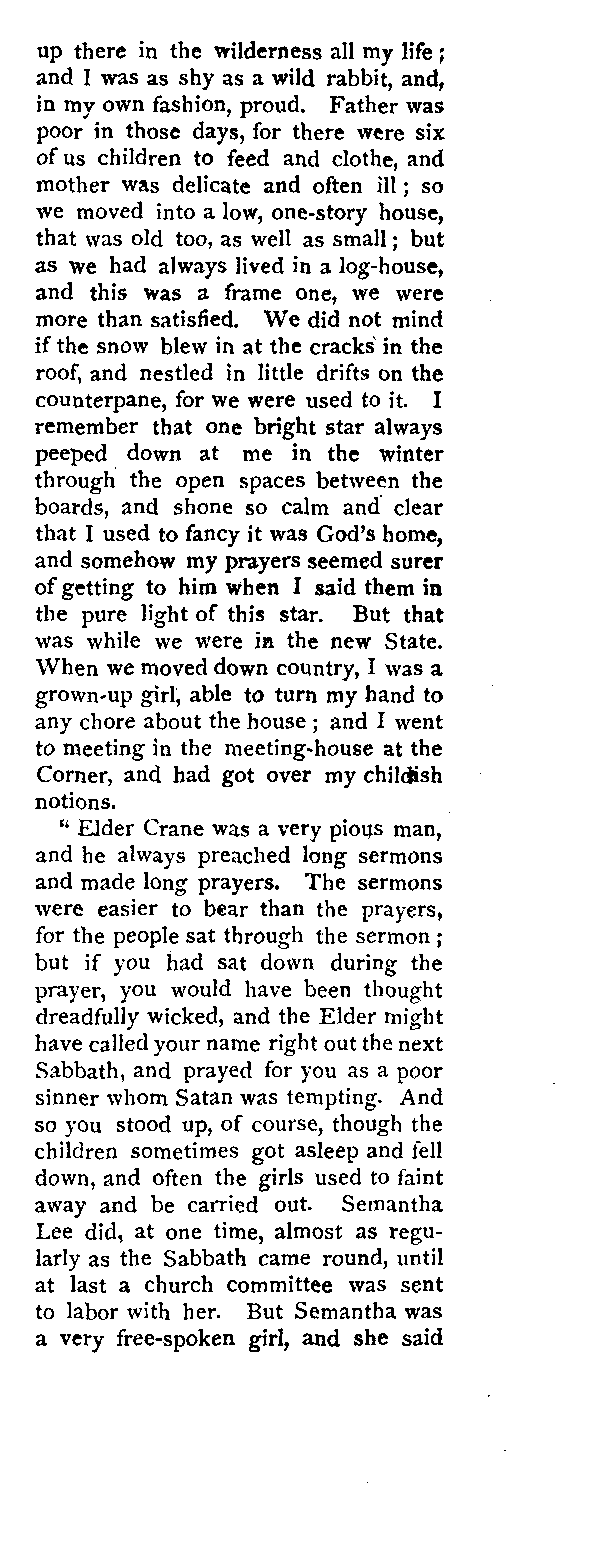 up there in the wilderness all my life;
and I was as shy as a wild rabbit, and,
in my own fashion, proud. Father was
poor in those days, for there were six
of us children to feed and clothe, and
mother was delicate and often ill; so
we moved into a low, one-story house,
that was old too, as well as small; but
as we had always lived in a log-house,
and this was a frame one, we were
more than satisfied. We did not mind
if the snow blew in at the cracks in the
roof, and nestled in little drifts on the
counterpane, for we were used to it. I
remember that one bright star always
peeped down at me in the winter
through the open spaces between the
boards, and shone so calm and clear
that I used to fancy it was God's home,
and somehow my prayers seemed surer
of getting to him when I said them in
the pure light of this star. But that
was while we were in the new State.
When we moved down country, I was a
grown-up girl, able to turn my hand to
any chore about the house; and I went
to meeting in the meeting-house at the
Corner, and had got over my childish
notions.
"Elder Crane was a very pious man,
and he always preached long sermons
and made long prayers. The sermons
were easier to bear than the prayers,
for the people sat through the sermon;
but if you had sat down during the
prayer, you would have been thought
dreadfully wicked, and the Elder might
have called your name right out the next
Sabbath, and prayed for you as a poor
sinner whom Satan was tempting. And
so you stood up, of course, though the
children sometimes got asleep and fell
down, and often the girls used to faint
away and be carried out. Semantha
Lee did, at one time, almost as regu-
larly as the Sabbath came round, until
at last a church committee was sent
to labor with her. But Semantha was
a very free-spoken girl, and she said